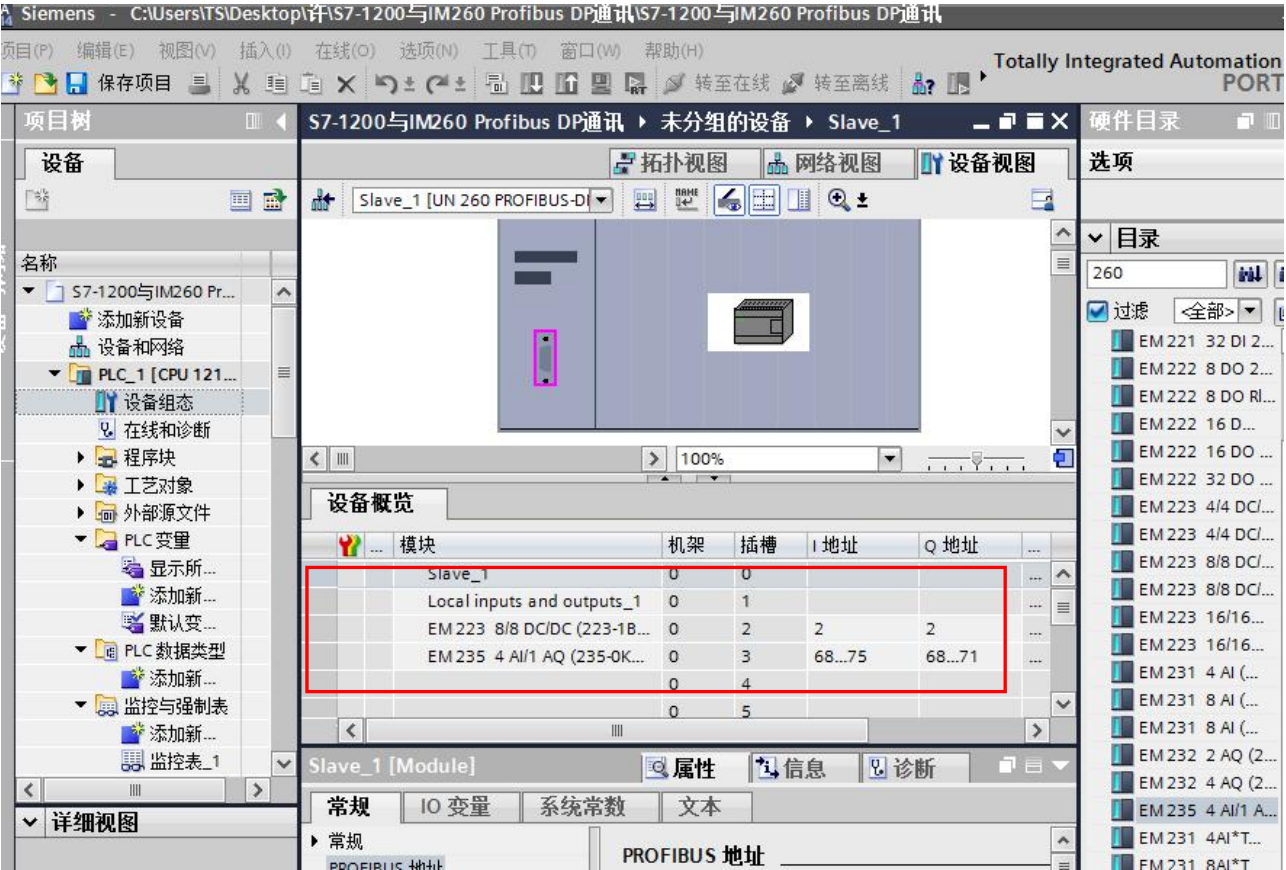 Siemens - C:\Users\TS\Desktop\许\S7-1200与IM260 Profibus DP通讯\S7-1200与IM260 Profibus DP通讯
项目(P) 编辑(E) 视图(V) 插入(I) 在线(O) 选项(N) 工具(T) 窗口(W) 帮助(H)
Totally Integrated Automation
PORT
保存项目 转至在线 转至离线
项目树
设备
名称
S7-1200与IM260 Pr...
添加新设备
设备和网络
PLC_1 [CPU 121...
设备组态
在线和诊断
程序块
工艺对象
外部源文件
PLC 变量
显示所...
添加新...
默认变...
PLC 数据类型
添加新...
监控与强制表
添加新...
监控表_1
详细视图
S7-1200与IM260 Profibus DP通讯 未分组的设备 Slave_1
拓扑视图 网络视图 设备视图
Slave_1 [UN 260 PROFIBUS-D
100%
设备概览
... 模块 机架 插槽 I 地址 Q 地址 ...
Slave_1 0 0 ...
Local inputs and outputs_1 0 1 ...
EM 223 8/8 DC/DC (223-1B... 0 2 2 2 ...
EM 235 4 AI/1 AQ (235-0K... 0 3 68...75 68...71 ...
0 4
0 5
Slave_1 [Module] 属性 信息 诊断
常规 IO 变量 系统常数 文本
常规
PROFIBUS 地址
PROFIBUS 地址
硬件目录
选项
目录
260
过滤 <全部>
EM 221 32 DI 2...
EM 222 8 DO 2...
EM 222 8 DO Rl...
EM 222 16 D...
EM 222 16 DO ...
EM 222 32 DO ...
EM 223 4/4 DC/...
EM 223 4/4 DC/...
EM 223 8/8 DC/...
EM 223 8/8 DC/...
EM 223 16/16...
EM 223 16/16...
EM 231 4 AI (...
EM 231 8 AI (...
EM 231 8 AI (...
EM 232 2 AQ (2...
EM 232 4 AQ (2...
EM 235 4 AI/1 A...
EM 231 4AI*T...
EM 231 8AI*T